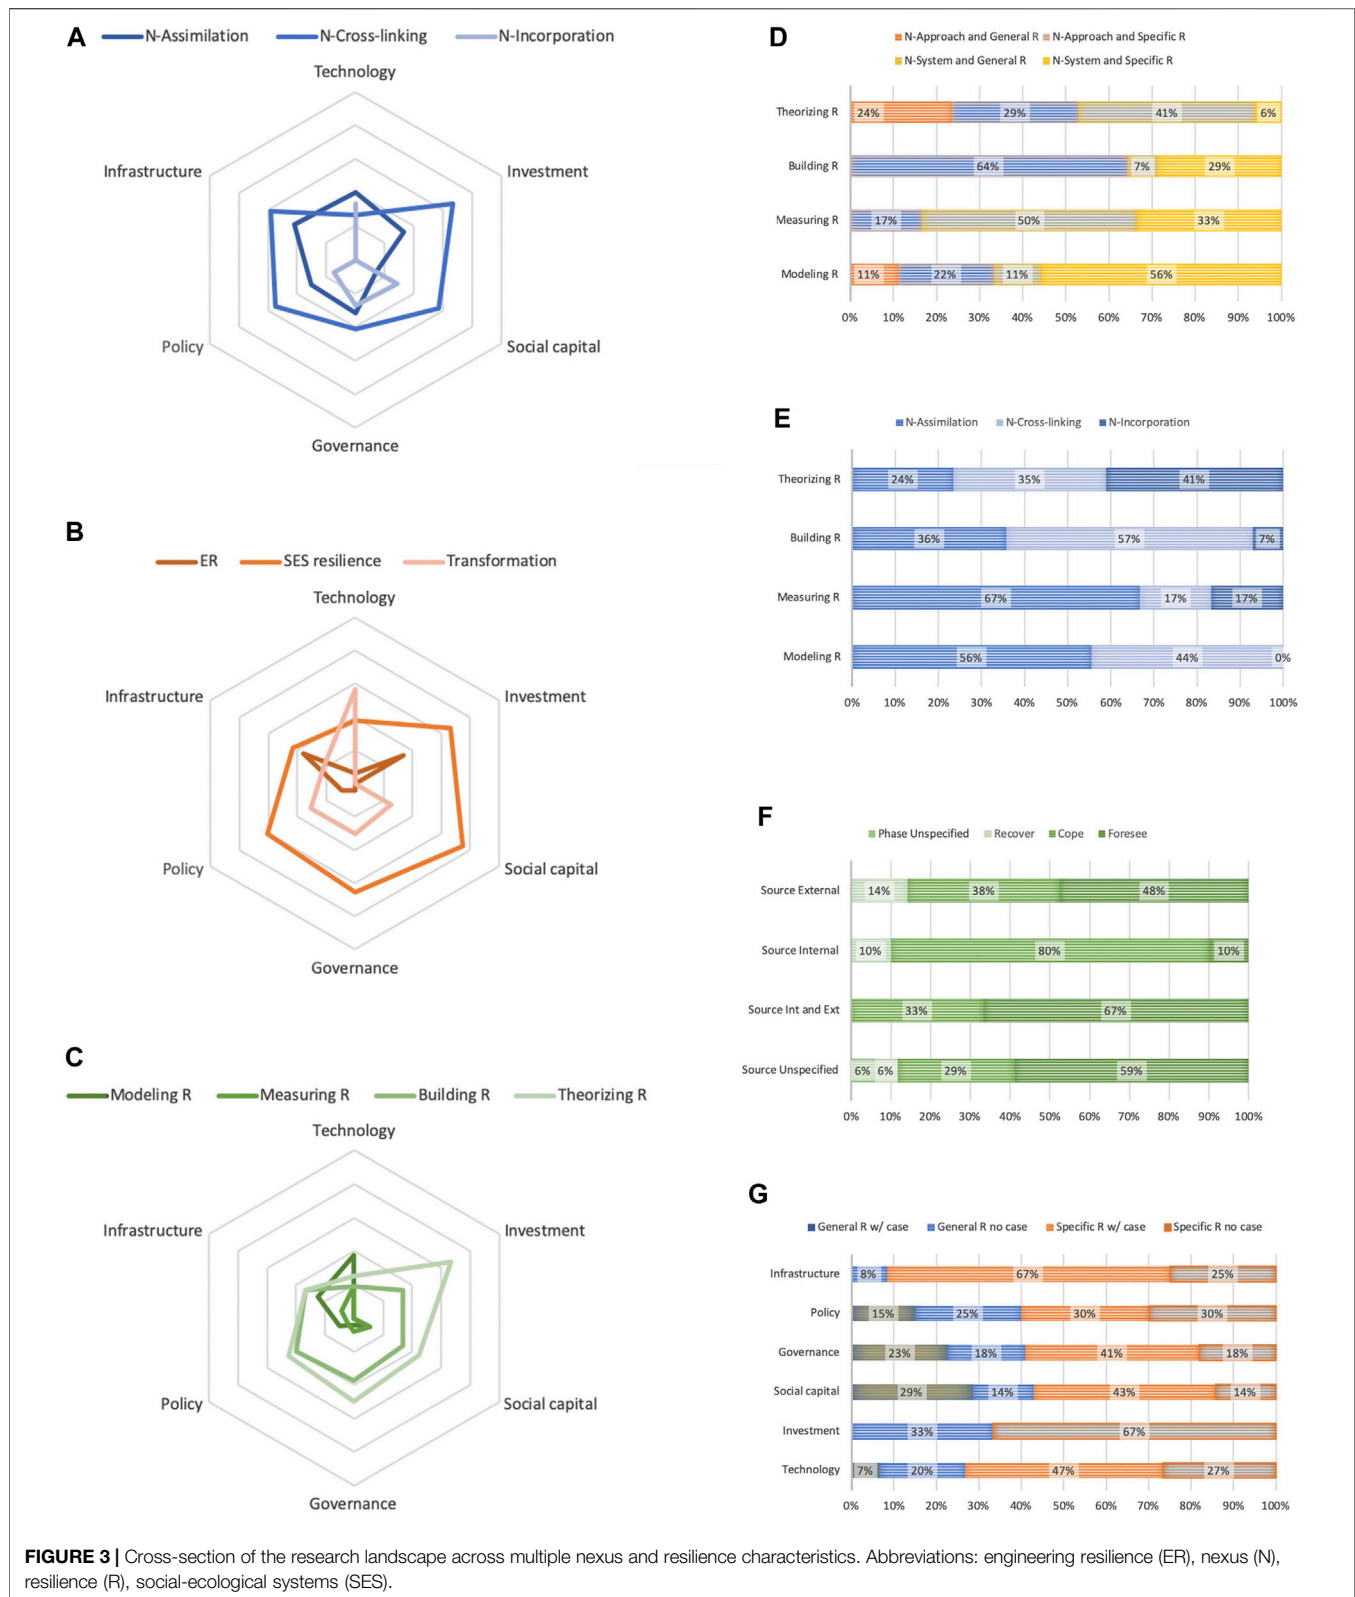 A
N-Assimilation N-Cross-linking N-Incorporation
Technology
Infrastructure Investment
Policy Social capital
Governance
B
ER SES resilience Transformation
Technology
Infrastructure Investment
Policy Social capital
Governance
C
Modeling R Measuring R Building R Theorizing R
Technology
Infrastructure Investment
Policy Social capital
Governance
D
N-Approach and General R N-Approach and Specific R
N-System and General R N-System and Specific R
Theorizing R 24% 29% 41% 6%
Building R 64% 7% 29%
Measuring R 17% 50% 33%
Modeling R 11% 22% 11% 56%
0% 10% 20% 30% 40% 50% 60% 70% 80% 90% 100%
E
N-Assimilation N-Cross-linking N-Incorporation
Theorizing R 24% 35% 41%
Building R 36% 57% 7%
Measuring R 67% 17% 17%
Modeling R 56% 44% 0%
0% 10% 20% 30% 40% 50% 60% 70% 80% 90% 100%
F
Phase Unspecified Recover Cope Foresee
Source External 14% 38% 48%
Source Internal 10% 80% 10%
Source Int and Ext 33% 67%
Source Unspecified 6% 6% 29% 59%
0% 10% 20% 30% 40% 50% 60% 70% 80% 90% 100%
G
General R w/ case General R no case Specific R w/ case Specific R no case
Infrastructure 8% 67% 25%
Policy 15% 25% 30% 30%
Governance 23% 18% 41% 18%
Social capital 29% 14% 43% 14%
Investment 33% 67%
Technology 7% 20% 47% 27%
0% 10% 20% 30% 40% 50% 60% 70% 80% 90% 100%
FIGURE 3 | Cross-section of the research landscape across multiple nexus and resilience characteristics. Abbreviations: engineering resilience (ER), nexus (N),
resilience (R), social-ecological systems (SES).